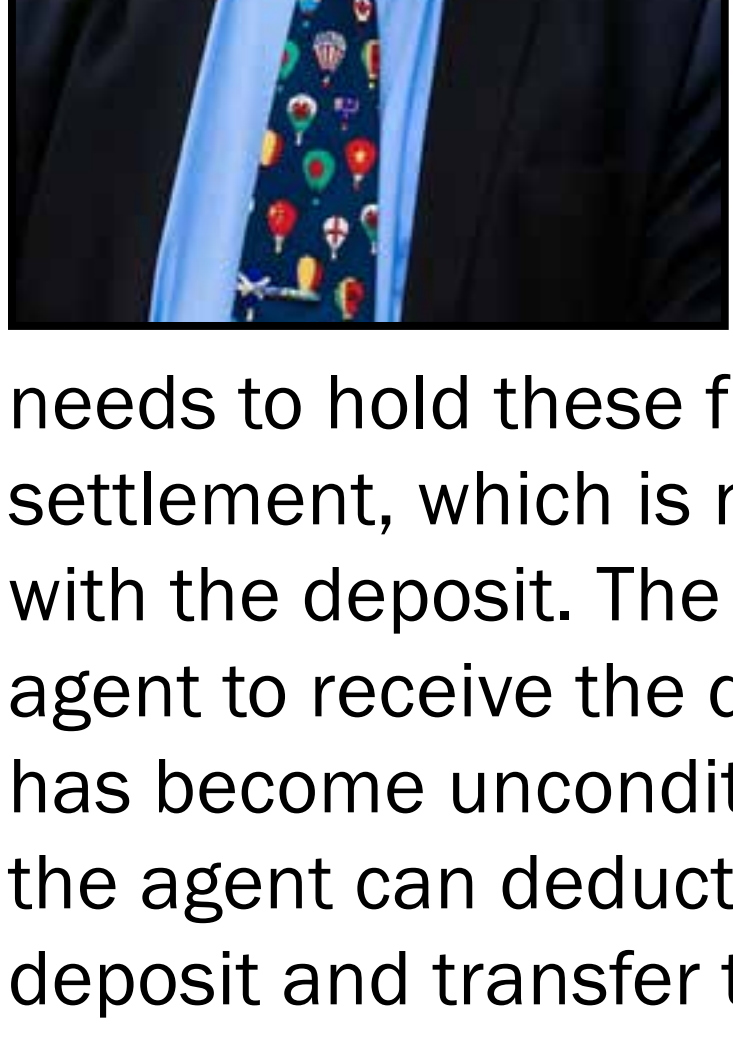 needs to hold these f
settlement, which is
with the deposit. The
agent to receive the
has become uncondit
the agent can deduct
deposit and transfer t